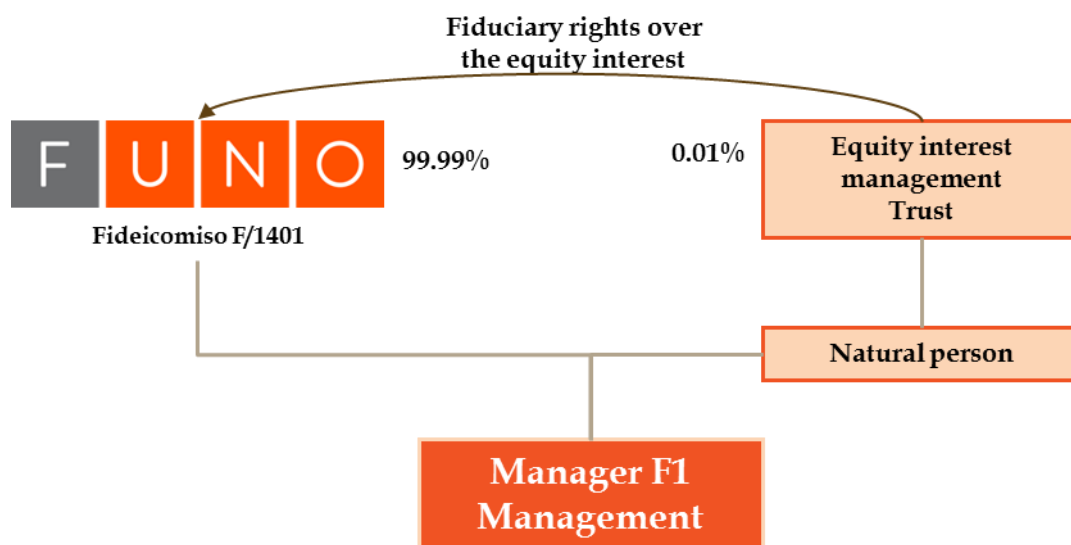 Fiduciary rights over
the equity interest
FUNO
99.99%
0.01%
Equity interest
management
Trust
Fideicomiso F/1401
Natural person
Manager F1
Management